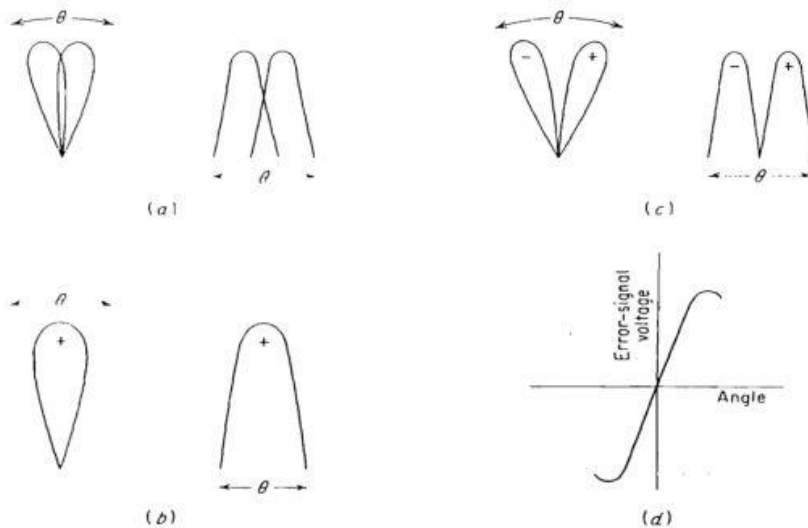 θ
θ
(a)
θ
− +
− +
θ
(c)
θ
+
+
θ
(b)
Error-signal
voltage
Angle
(d)